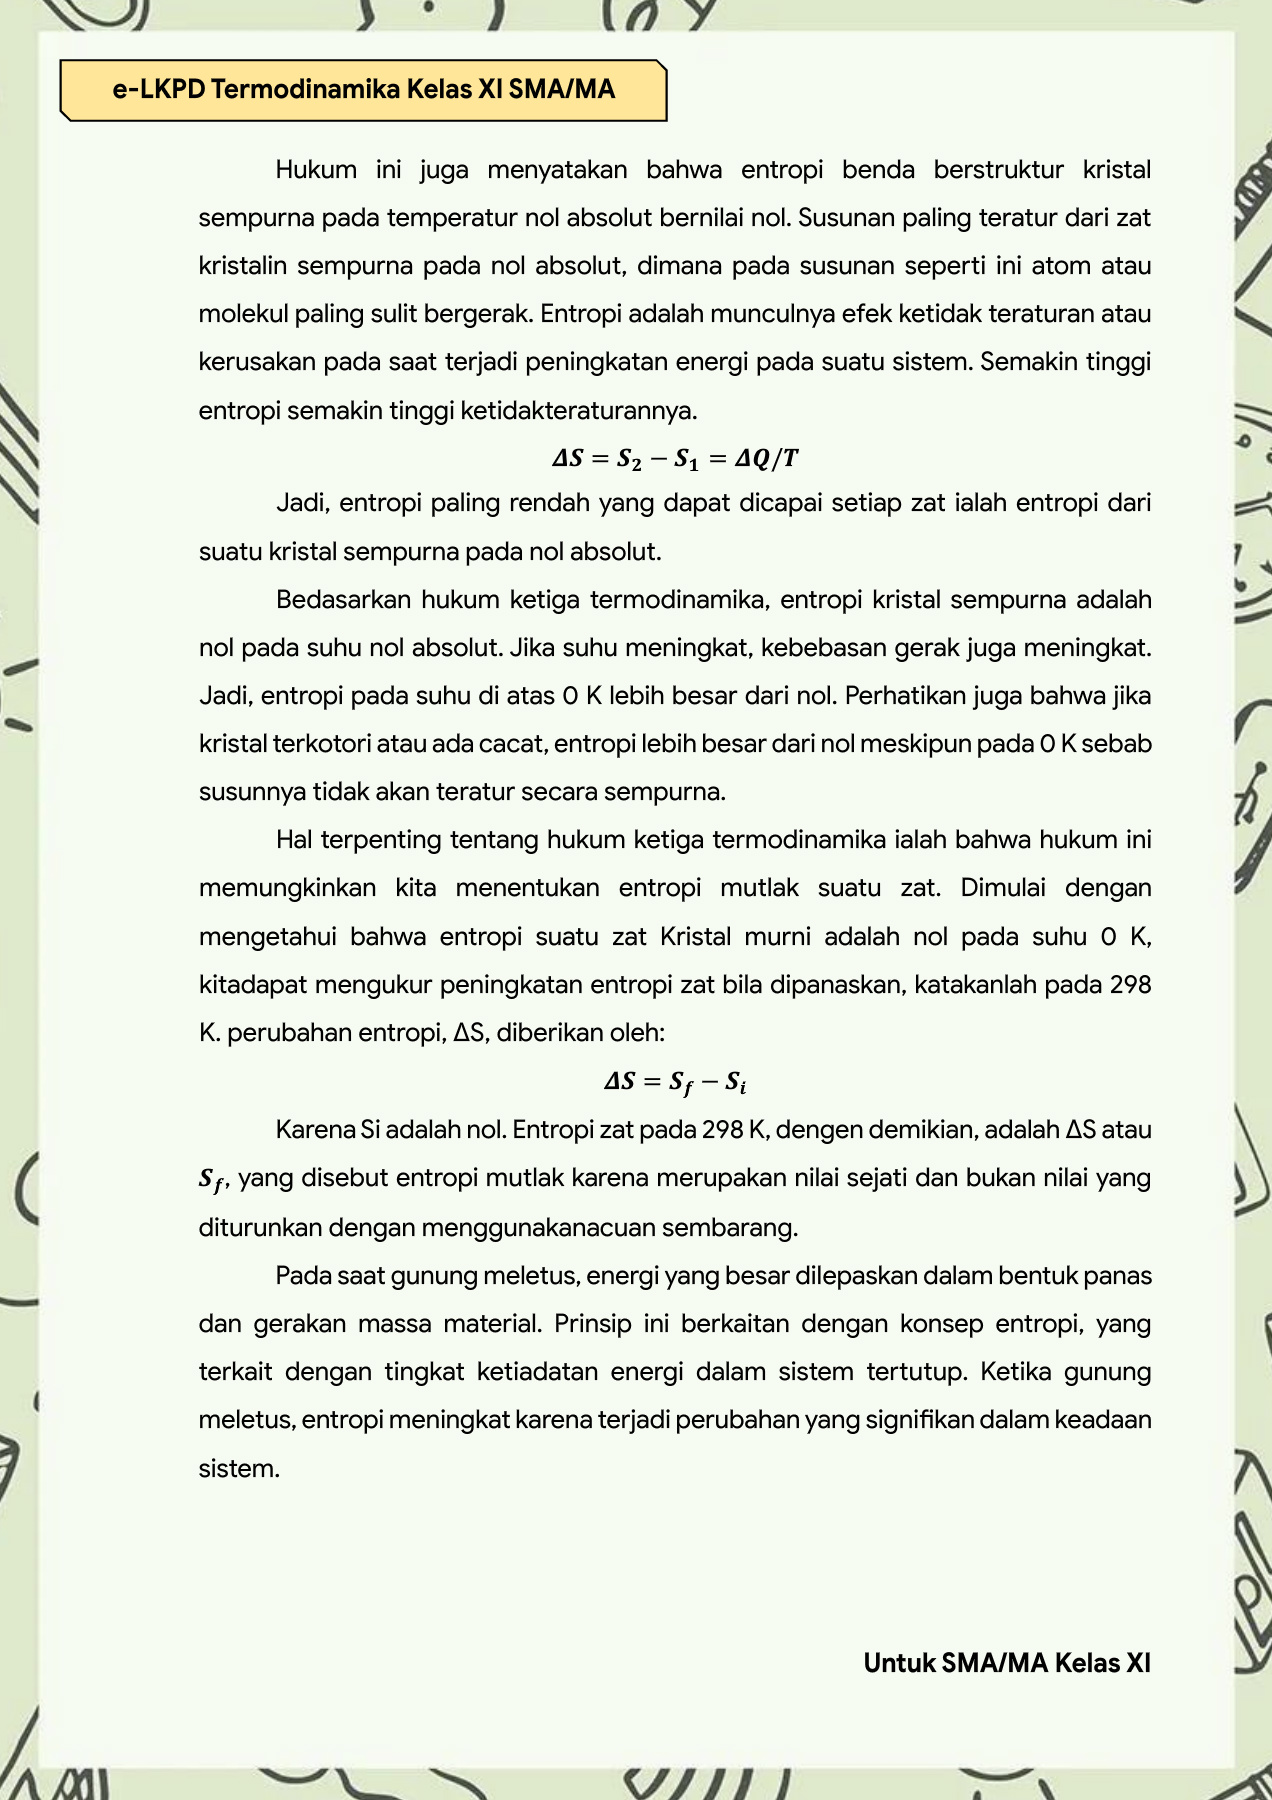 e-LKPD Termodinamika Kelas XI SMA/MA
Hukum ini juga menyatakan bahwa entropi benda berstruktur kristal
sempurna pada temperatur nol absolut bernilai nol. Susunan paling teratur dari zat
kristalin sempurna pada nol absolut, dimana pada susunan seperti ini atom atau
molekul paling sulit bergerak. Entropi adalah munculnya efek ketidak teraturan atau
kerusakan pada saat terjadi peningkatan energi pada suatu sistem. Semakin tinggi
entropi semakin tinggi ketidakteraturannya.
ΔS = S₂ − S₁ = ΔQ/T
Jadi, entropi paling rendah yang dapat dicapai setiap zat ialah entropi dari
suatu kristal sempurna pada nol absolut.
Bedasarkan hukum ketiga termodinamika, entropi kristal sempurna adalah
nol pada suhu nol absolut. Jika suhu meningkat, kebebasan gerak juga meningkat.
Jadi, entropi pada suhu di atas 0 K lebih besar dari nol. Perhatikan juga bahwa jika
kristal terkotori atau ada cacat, entropi lebih besar dari nol meskipun pada 0 K sebab
susunnya tidak akan teratur secara sempurna.
Hal terpenting tentang hukum ketiga termodinamika ialah bahwa hukum ini
memungkinkan kita menentukan entropi mutlak suatu zat. Dimulai dengan
mengetahui bahwa entropi suatu zat Kristal murni adalah nol pada suhu 0 K,
kitadapat mengukur peningkatan entropi zat bila dipanaskan, katakanlah pada 298
K. perubahan entropi, ΔS, diberikan oleh:
ΔS = S_f − S_i
Karena Si adalah nol. Entropi zat pada 298 K, dengen demikian, adalah ΔS atau
S_f, yang disebut entropi mutlak karena merupakan nilai sejati dan bukan nilai yang
diturunkan dengan menggunakanacuan sembarang.
Pada saat gunung meletus, energi yang besar dilepaskan dalam bentuk panas
dan gerakan massa material. Prinsip ini berkaitan dengan konsep entropi, yang
terkait dengan tingkat ketiadatan energi dalam sistem tertutup. Ketika gunung
meletus, entropi meningkat karena terjadi perubahan yang signifikan dalam keadaan
sistem.
Untuk SMA/MA Kelas XI